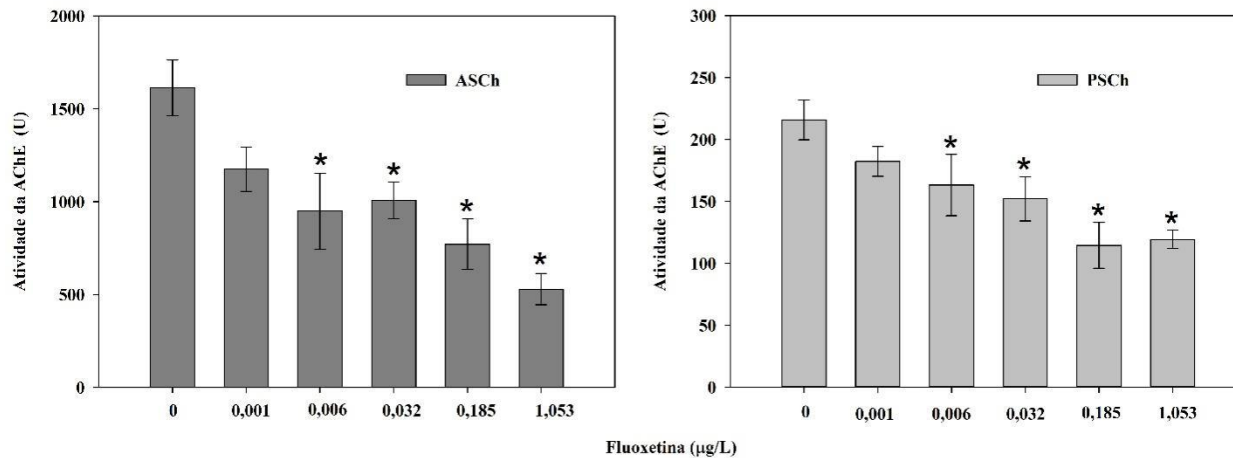 2000
1500
1000
500
0
Atividade da AChE (U)
ASCh
*
*
*
*
0 0,001 0,006 0,032 0,185 1,053
300
250
200
150
100
50
0
Atividade da AChE (U)
PSCh
*
*
*
*
0 0,001 0,006 0,032 0,185 1,053
Fluoxetina (µg/L)